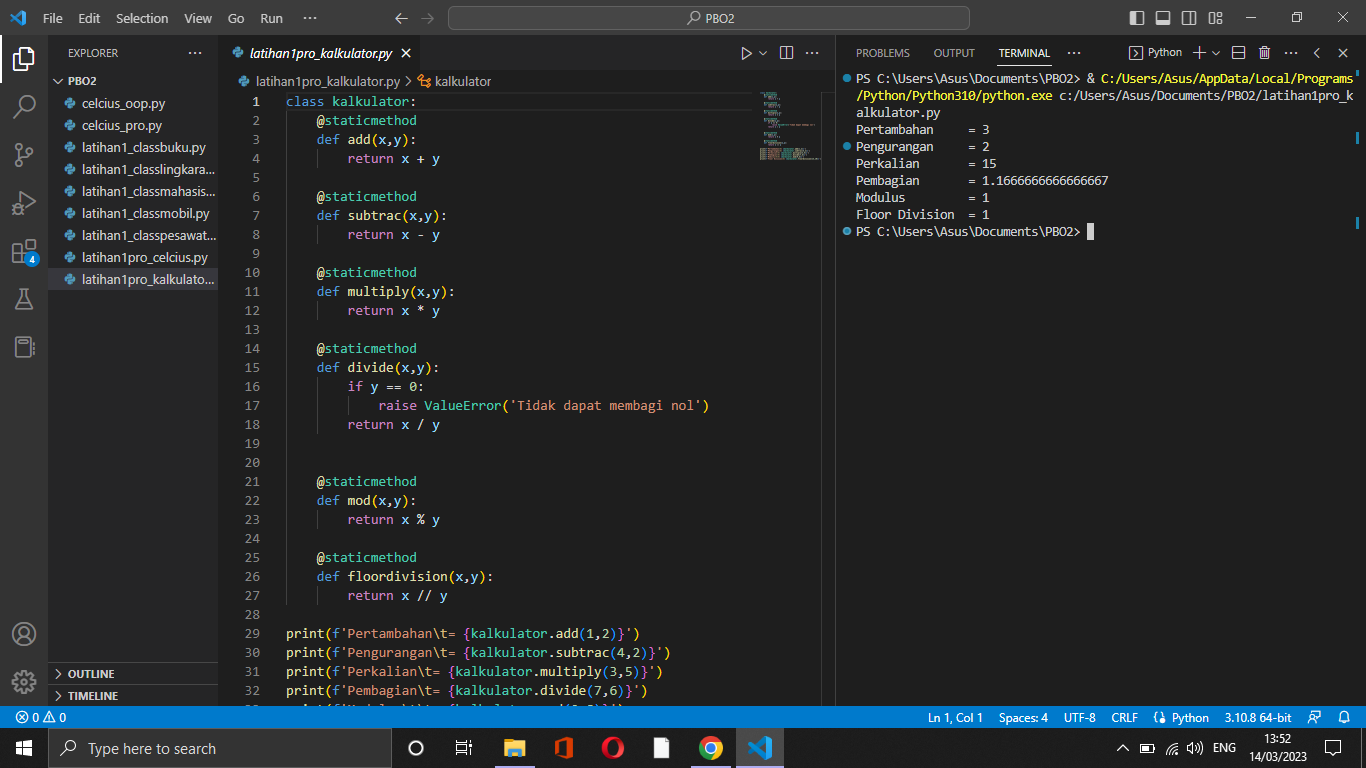 File Edit Selection View Go Run ··· PBO2
EXPLORER ···
PBO2
celcius_oop.py
celcius_pro.py
latihan1_classbuku.py
latihan1_classlingkara...
latihan1_classmahasis...
latihan1_classmobil.py
latihan1_classpesawat...
latihan1pro_celcius.py
latihan1pro_kalkulato...
4
OUTLINE
TIMELINE
latihan1pro_kalkulator.py
latihan1pro_kalkulator.py > kalkulator
1 class kalkulator:
2     @staticmethod
3     def add(x,y):
4         return x + y
5
6     @staticmethod
7     def subtrac(x,y):
8         return x - y
9
10     @staticmethod
11     def multiply(x,y):
12         return x * y
13
14     @staticmethod
15     def divide(x,y):
16         if y == 0:
17             raise ValueError('Tidak dapat membagi nol')
18         return x / y
19
20
21     @staticmethod
22     def mod(x,y):
23         return x % y
24
25     @staticmethod
26     def floordivision(x,y):
27         return x // y
28
29 print(f'Pertambahan\t= {kalkulator.add(1,2)}')
30 print(f'Pengurangan\t= {kalkulator.subtrac(4,2)}')
31 print(f'Perkalian\t= {kalkulator.multiply(3,5)}')
32 print(f'Pembagian\t= {kalkulator.divide(7,6)}')
PROBLEMS OUTPUT TERMINAL ··· Python
PS C:\Users\Asus\Documents\PBO2> & C:/Users/Asus/AppData/Local/Programs
/Python/Python310/python.exe c:/Users/Asus/Documents/PBO2/latihan1pro_k
alkulator.py
Pertambahan = 3
Pengurangan = 2
Perkalian = 15
Pembagian = 1.1666666666666667
Modulus = 1
Floor Division = 1
PS C:\Users\Asus\Documents\PBO2>
0 0 Ln 1, Col 1 Spaces: 4 UTF-8 CRLF Python 3.10.8 64-bit
Type here to search
ENG
13:52
14/03/2023